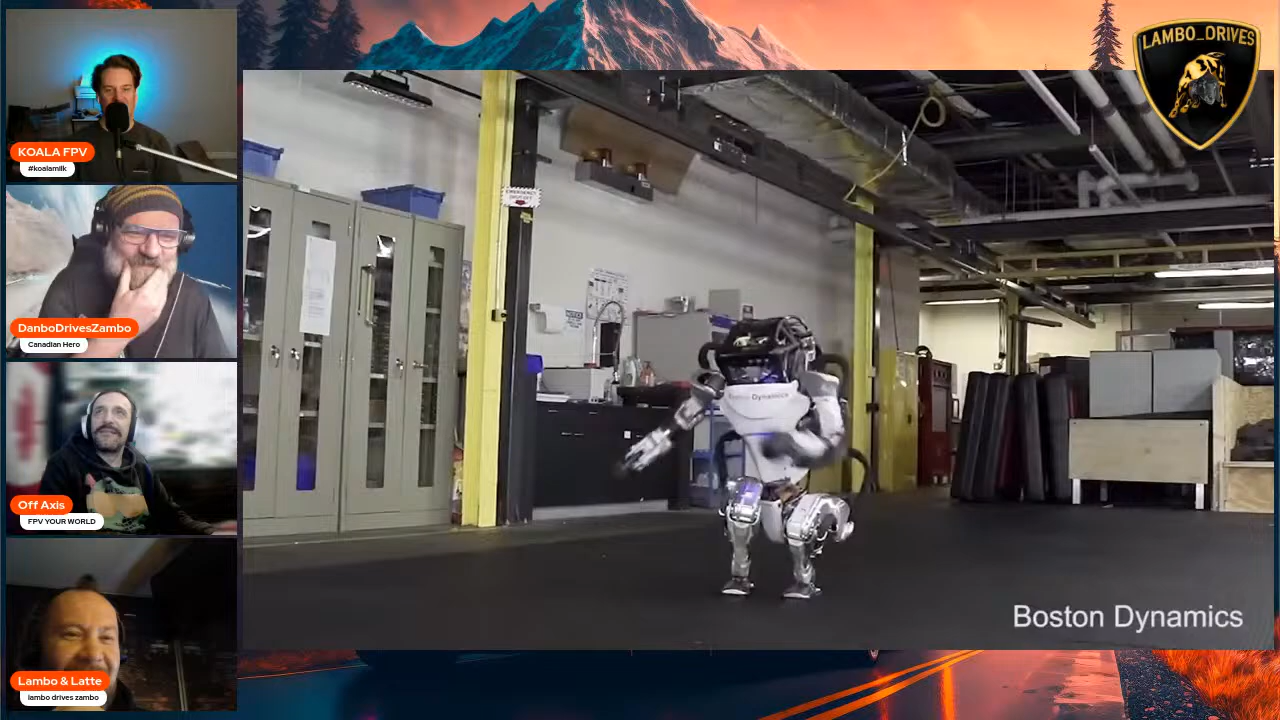 KOALA FPV
#koalamilk
DanboDrivesZambo
Canadian Hero
Off Axis
FPV YOUR WORLD
Lambo & Latte
lambo drives zambo
LAMBO_DRIVES
Boston Dynamics
Boston Dynamics